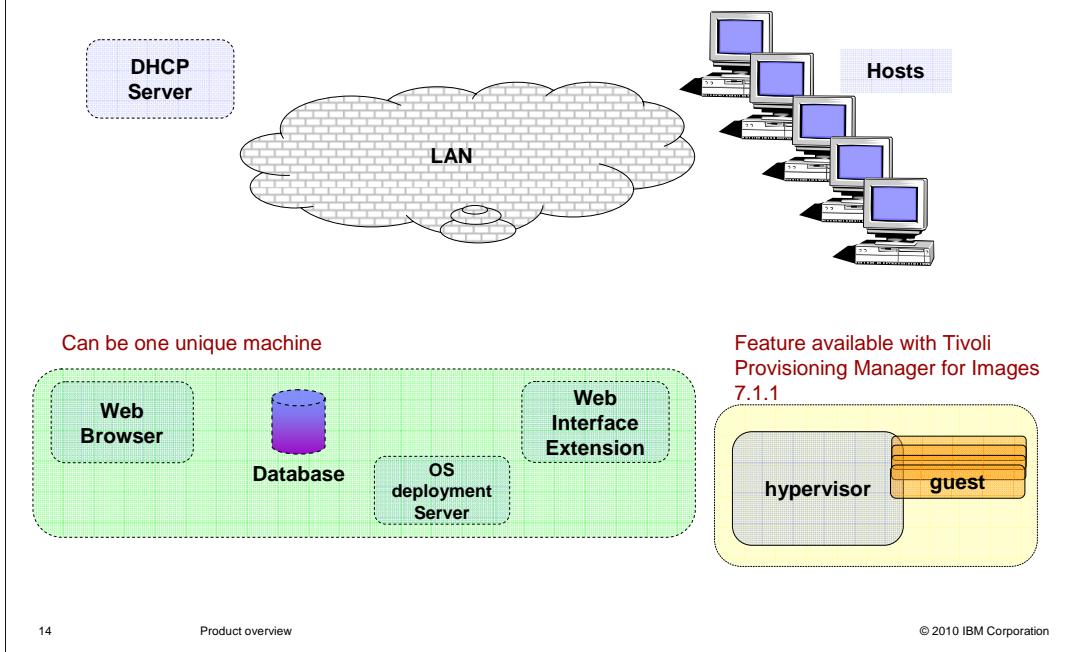 DHCP
Server
LAN
Hosts
Can be one unique machine
Web
Browser
Database
OS
deployment
Server
Web
Interface
Extension
Feature available with Tivoli
Provisioning Manager for Images
7.1.1
hypervisor
guest
14
Product overview
© 2010 IBM Corporation